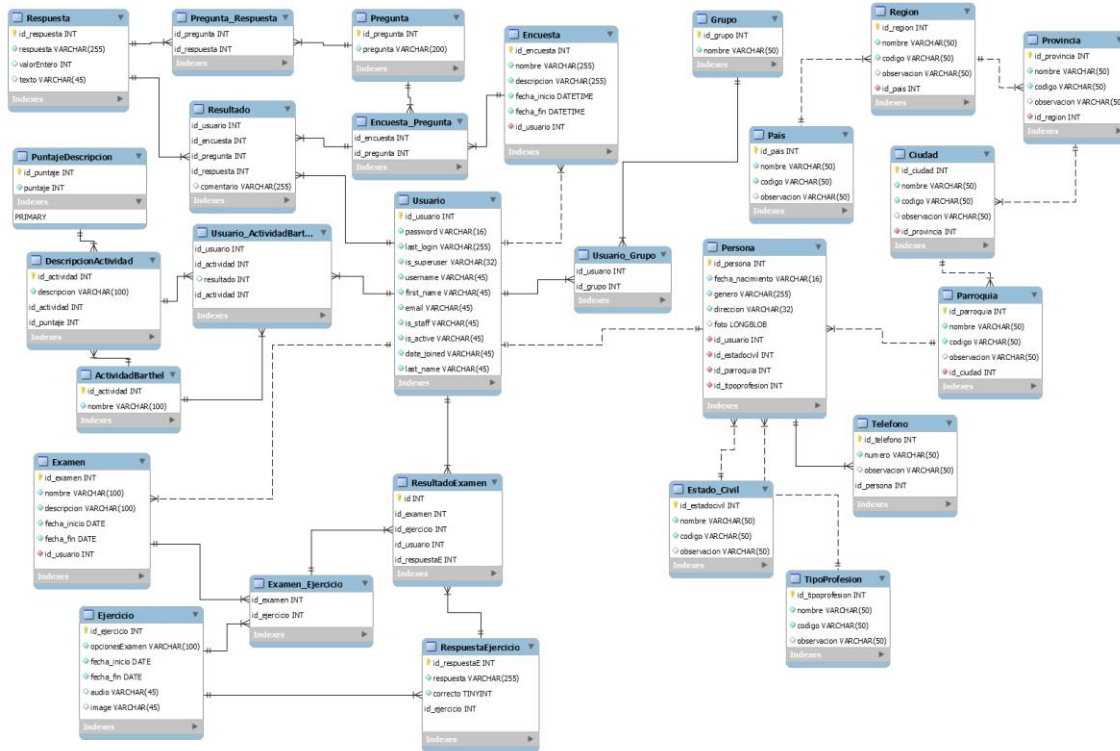 Respuesta
id_respuesta INT
respuesta VARCHAR(255)
valorEntero INT
texto VARCHAR(45)
Indexes
Pregunta_Respuesta
id_pregunta INT
id_respuesta INT
Indexes
Pregunta
id_pregunta INT
pregunta VARCHAR(200)
Indexes
Encuesta
id_encuesta INT
nombre VARCHAR(255)
descripcion VARCHAR(255)
fecha_inicio DATETIME
fecha_fin DATETIME
id_usuario INT
Indexes
Grupo
id_grupo INT
nombre VARCHAR(50)
Indexes
Region
id_region INT
nombre VARCHAR(50)
codigo VARCHAR(50)
observacion VARCHAR(50)
id_pais INT
Indexes
Provincia
id_provincia INT
nombre VARCHAR(50)
codigo VARCHAR(50)
observacion VARCHAR(50)
id_region INT
Indexes
Resultado
id_usuario INT
id_encuesta INT
id_pregunta INT
id_respuesta INT
comentario VARCHAR(255)
Indexes
Encuesta_Pregunta
id_encuesta INT
id_pregunta INT
Indexes
Pais
id_pais INT
nombre VARCHAR(50)
codigo VARCHAR(50)
observacion VARCHAR(50)
Indexes
Ciudad
id_ciudad INT
nombre VARCHAR(50)
codigo VARCHAR(50)
observacion VARCHAR(50)
id_provincia INT
Indexes
PuntajeDescripcion
id_puntaje INT
puntaje INT
Indexes
PRIMARY
Usuario_ActividadBart...
id_usuario INT
id_actividad INT
resultado INT
id_actividad INT
Indexes
Usuario
id_usuario INT
password VARCHAR(16)
last_login VARCHAR(255)
is_superuser VARCHAR(32)
username VARCHAR(45)
first_name VARCHAR(45)
email VARCHAR(45)
is_staff VARCHAR(45)
is_active VARCHAR(45)
date_joined VARCHAR(45)
last_name VARCHAR(45)
Indexes
Usuario_Grupo
id_usuario INT
id_grupo INT
Indexes
Persona
id_persona INT
fecha_nacimiento VARCHAR(16)
genero VARCHAR(255)
direccion VARCHAR(32)
foto LONGBLOB
id_usuario INT
id_estadocivil INT
id_parroquia INT
id_tipoprofesion INT
Indexes
Parroquia
id_parroquia INT
nombre VARCHAR(50)
codigo VARCHAR(50)
observacion VARCHAR(50)
id_ciudad INT
Indexes
DescripcionActividad
id_actividad INT
descripcion VARCHAR(100)
id_actividad INT
id_puntaje INT
Indexes
ActividadBarthel
id_actividad INT
nombre VARCHAR(100)
Indexes
Telefono
id_telefono INT
numero VARCHAR(50)
observacion VARCHAR(50)
id_persona INT
Indexes
Examen
id_examen INT
nombre VARCHAR(100)
descripcion VARCHAR(100)
fecha_inicio DATE
fecha_fin DATE
id_usuario INT
Indexes
ResultadoExamen
id INT
id_examen INT
id_ejercicio INT
id_usuario INT
id_respuestaE INT
Indexes
Estado_Civil
id_estadocivil INT
nombre VARCHAR(50)
codigo VARCHAR(50)
observacion VARCHAR(50)
Indexes
Examen_Ejercicio
id_examen INT
id_ejercicio INT
Indexes
TipoProfesion
id_tipoprofesion INT
nombre VARCHAR(50)
codigo VARCHAR(50)
observacion VARCHAR(50)
Indexes
Ejercicio
id_ejercicio INT
opcionesExamen VARCHAR(100)
fecha_inicio DATE
fecha_fin DATE
audio VARCHAR(45)
image VARCHAR(45)
Indexes
RespuestaEjercicio
id_respuestaE INT
respuesta VARCHAR(255)
correcto TINYINT
id_ejercicio INT
Indexes